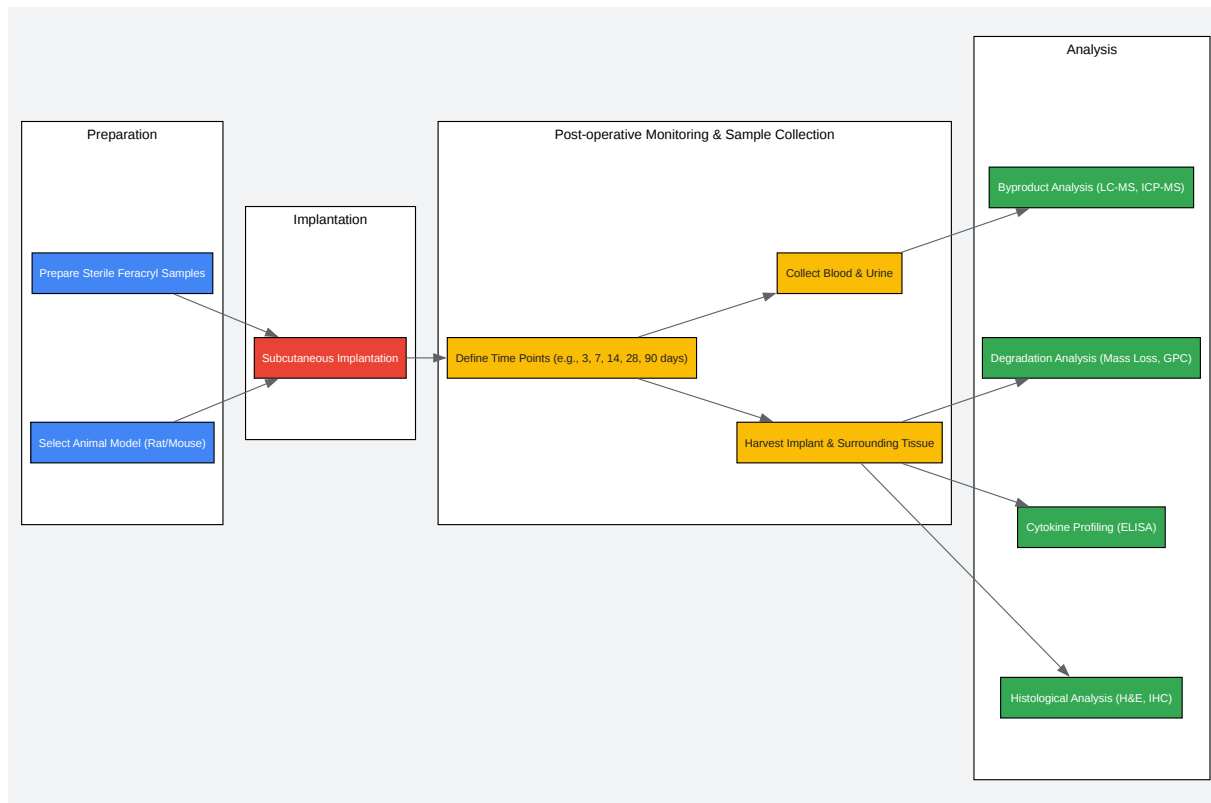 Preparation
Prepare Sterile Feracryl Samples
Select Animal Model (Rat/Mouse)
Implantation
Subcutaneous Implantation
Post-operative Monitoring & Sample Collection
Define Time Points (e.g., 3, 7, 14, 28, 90 days)
Collect Blood & Urine
Harvest Implant & Surrounding Tissue
Analysis
Byproduct Analysis (LC-MS, ICP-MS)
Degradation Analysis (Mass Loss, GPC)
Cytokine Profiling (ELISA)
Histological Analysis (H&E, IHC)